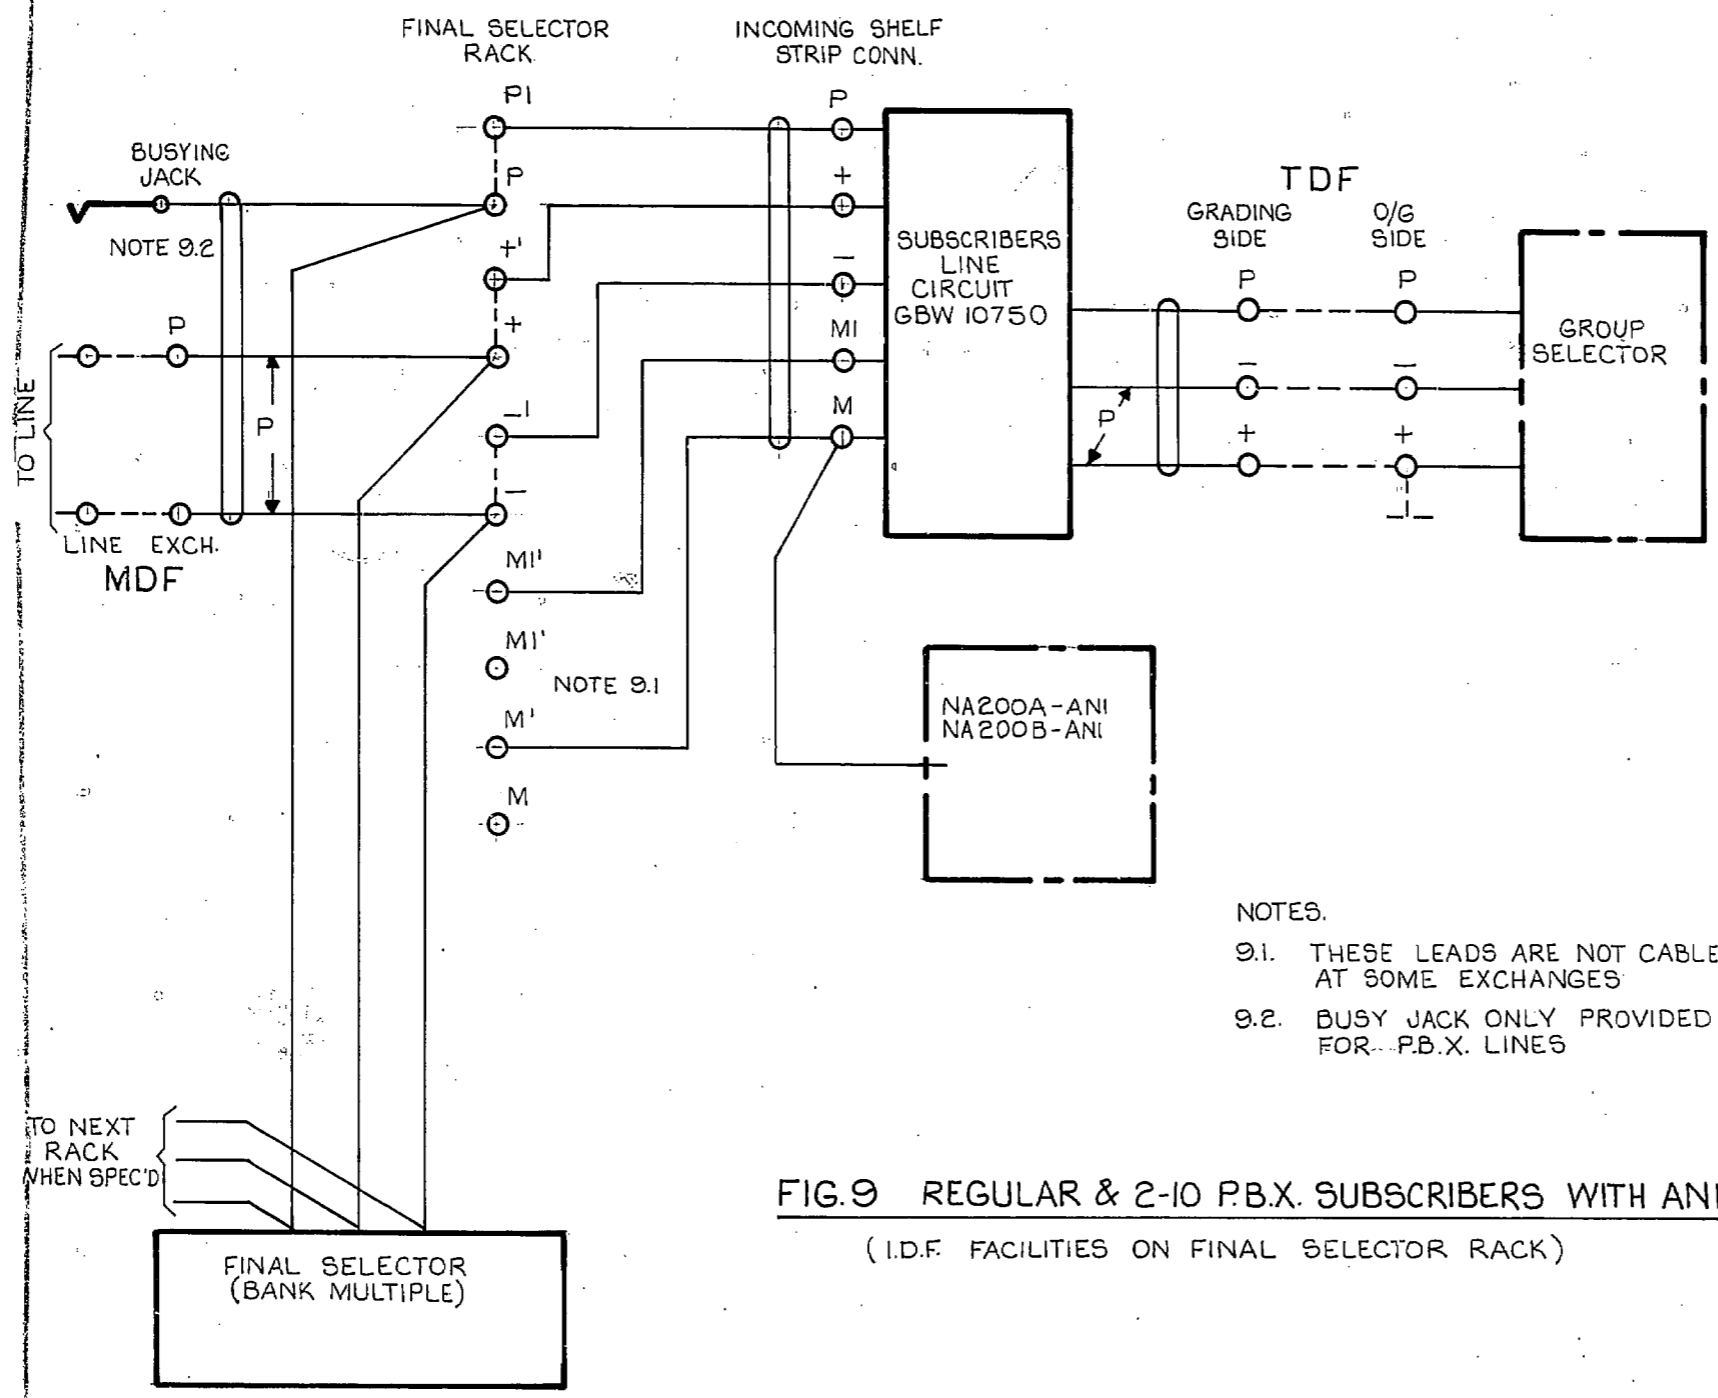 FINAL SELECTOR
RACK
INCOMING SHELF
STRIP CONN.
P1
P
BUSYING
JACK
P
+
TDF
NOTE 9.2
+'
SUBSCRIBERS
LINE
CIRCUIT
GBW 10750
—
GRADING
SIDE
O/G
SIDE
P
P
P
+
M1
GROUP
SELECTOR
TO LINE
P
—1
M
—
—
P
+
+
—
LINE EXCH.
MDF
M1'
M1'
NOTE 9.1
M'
NA200A-ANI
NA200B-ANI
M
NOTES.
9.1. THESE LEADS ARE NOT CABLE
AT SOME EXCHANGES
9.2. BUSY JACK ONLY PROVIDED
FOR P.B.X. LINES
TO NEXT
RACK
WHEN SPEC'D
FIG.9 REGULAR & 2-10 P.B.X. SUBSCRIBERS WITH ANI
(I.D.F. FACILITIES ON FINAL SELECTOR RACK)
FINAL SELECTOR
(BANK MULTIPLE)